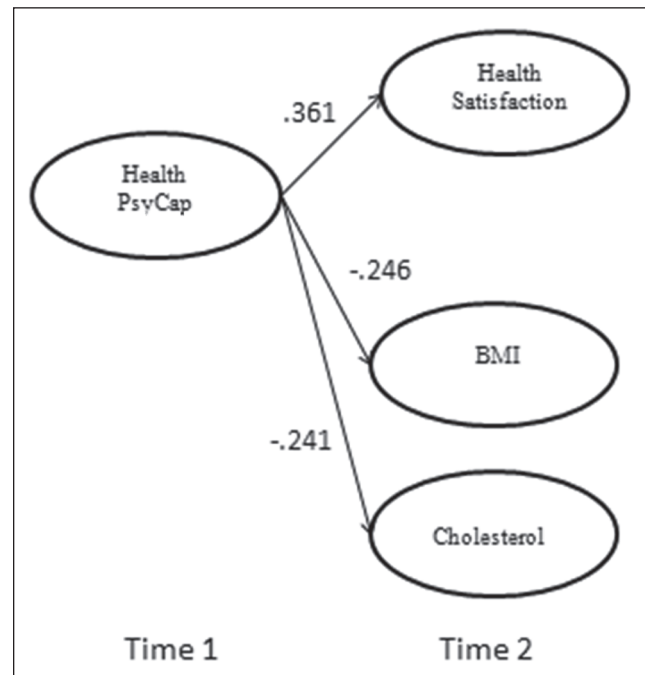 Health
Satisfaction
.361
Health
PsyCap
-.246
BMI
-.241
Cholesterol
Time 1
Time 2